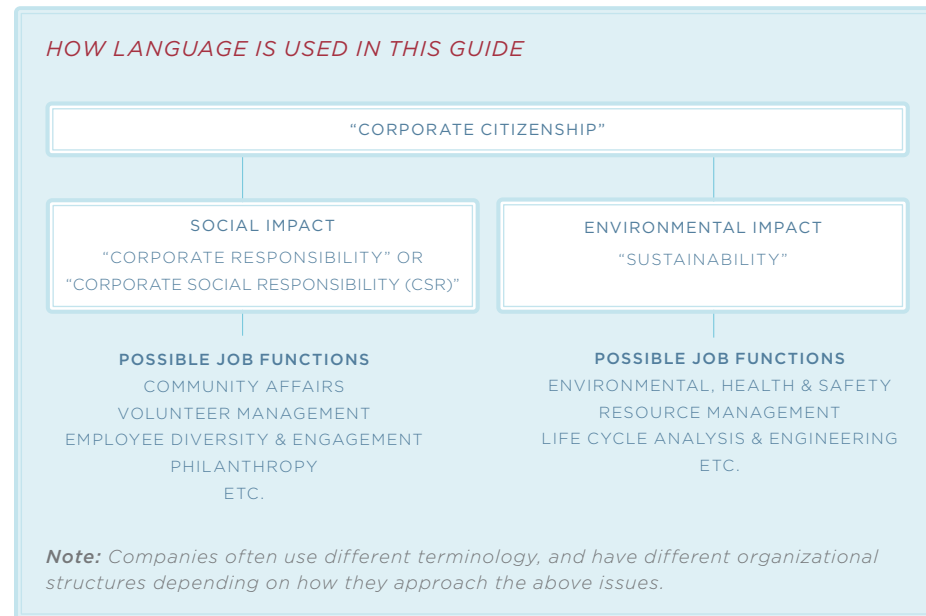 HOW LANGUAGE IS USED IN THIS GUIDE
“CORPORATE CITIZENSHIP”
SOCIAL IMPACT
“CORPORATE RESPONSIBILITY” OR
“CORPORATE SOCIAL RESPONSIBILITY (CSR)”
POSSIBLE JOB FUNCTIONS
COMMUNITY AFFAIRS
VOLUNTEER MANAGEMENT
EMPLOYEE DIVERSITY & ENGAGEMENT
PHILANTHROPY
ETC.
ENVIRONMENTAL IMPACT
“SUSTAINABILITY”
POSSIBLE JOB FUNCTIONS
ENVIRONMENTAL, HEALTH & SAFETY
RESOURCE MANAGEMENT
LIFE CYCLE ANALYSIS & ENGINEERING
ETC.
Note: Companies often use different terminology, and have different organizational
structures depending on how they approach the above issues.